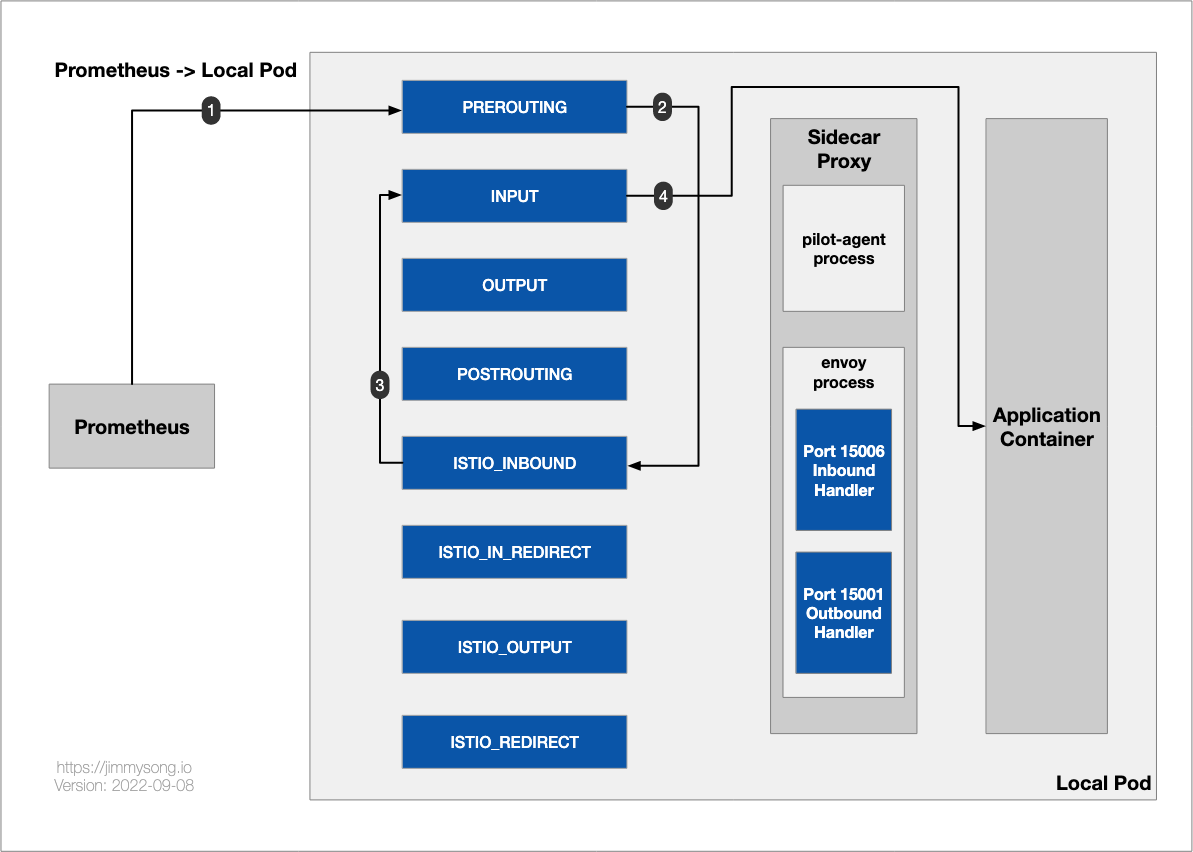 Prometheus -> Local Pod
1
PREROUTING
2
Sidecar
Proxy
INPUT
4
pilot-agent
process
OUTPUT
POSTROUTING
3
envoy
process
Prometheus
Application
Container
ISTIO_INBOUND
Port 15006
Inbound
Handler
ISTIO_IN_REDIRECT
Port 15001
Outbound
Handler
ISTIO_OUTPUT
ISTIO_REDIRECT
https://jimmysong.io
Version: 2022-09-08
Local Pod